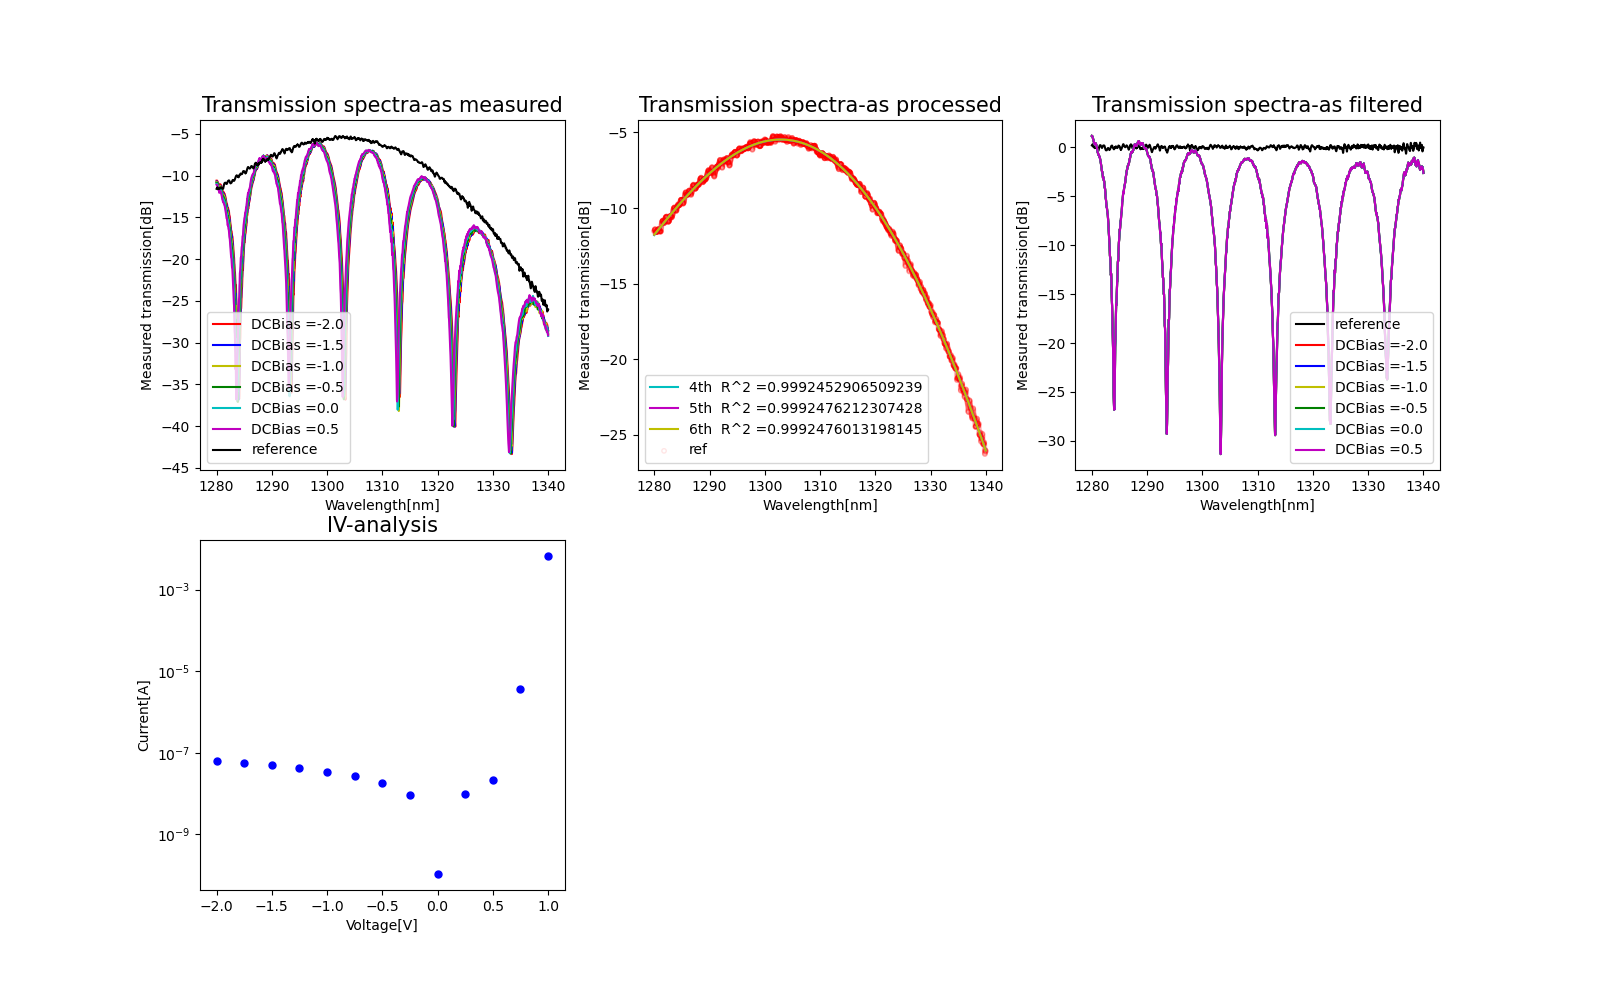 Transmission spectra-as measured
Measured transmission[dB]
−5
−10
−15
−20
−25
−30
−35
−40
−45
DCBias =-2.0
DCBias =-1.5
DCBias =-1.0
DCBias =-0.5
DCBias =0.0
DCBias =0.5
reference
1280 1290 1300 1310 1320 1330 1340
Wavelength[nm]
Transmission spectra-as processed
Measured transmission[dB]
−5
−10
−15
−20
−25
4th R^2 =0.9992452906509239
5th R^2 =0.9992476212307428
6th R^2 =0.9992476013198145
ref
1280 1290 1300 1310 1320 1330 1340
Wavelength[nm]
Transmission spectra-as filtered
Measured transmission[dB]
0
−5
−10
−15
−20
−25
−30
reference
DCBias =-2.0
DCBias =-1.5
DCBias =-1.0
DCBias =-0.5
DCBias =0.0
DCBias =0.5
1280 1290 1300 1310 1320 1330 1340
Wavelength[nm]
IV-analysis
Current[A]
10⁻³
10⁻⁵
10⁻⁷
10⁻⁹
−2.0 −1.5 −1.0 −0.5 0.0 0.5 1.0
Voltage[V]